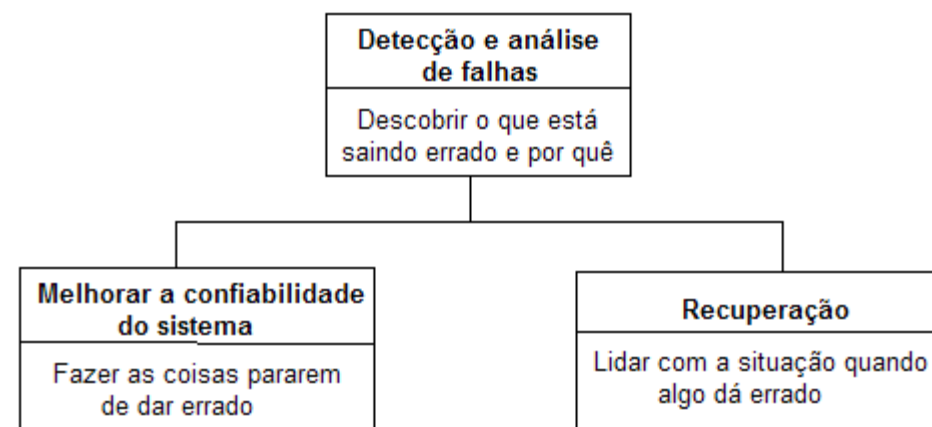 Detecção e análise
de falhas
Descobrir o que está
saindo errado e por quê
Melhorar a confiabilidade
do sistema
Fazer as coisas pararem
de dar errado
Recuperação
Lidar com a situação quando
algo dá errado